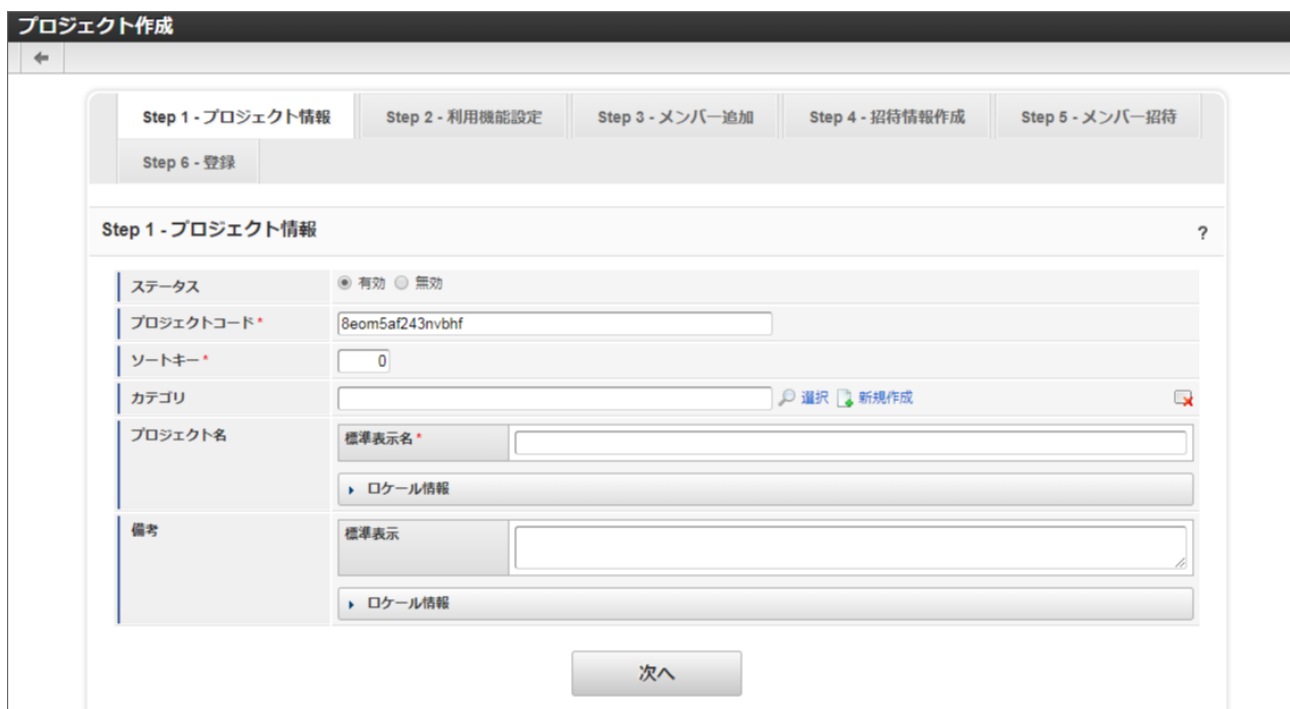 プロジェクト作成
Step 1 - プロジェクト情報
Step 2 - 利用機能設定
Step 3 - メンバー追加
Step 4 - 招待情報作成
Step 5 - メンバー招待
Step 6 - 登録
Step 1 - プロジェクト情報
?
ステータス
有効 無効
プロジェクトコード*
8eom5af243nvbhf
ソートキー*
0
カテゴリ
選択 新規作成
プロジェクト名
標準表示名*
ロケール情報
備考
標準表示
ロケール情報
次へ